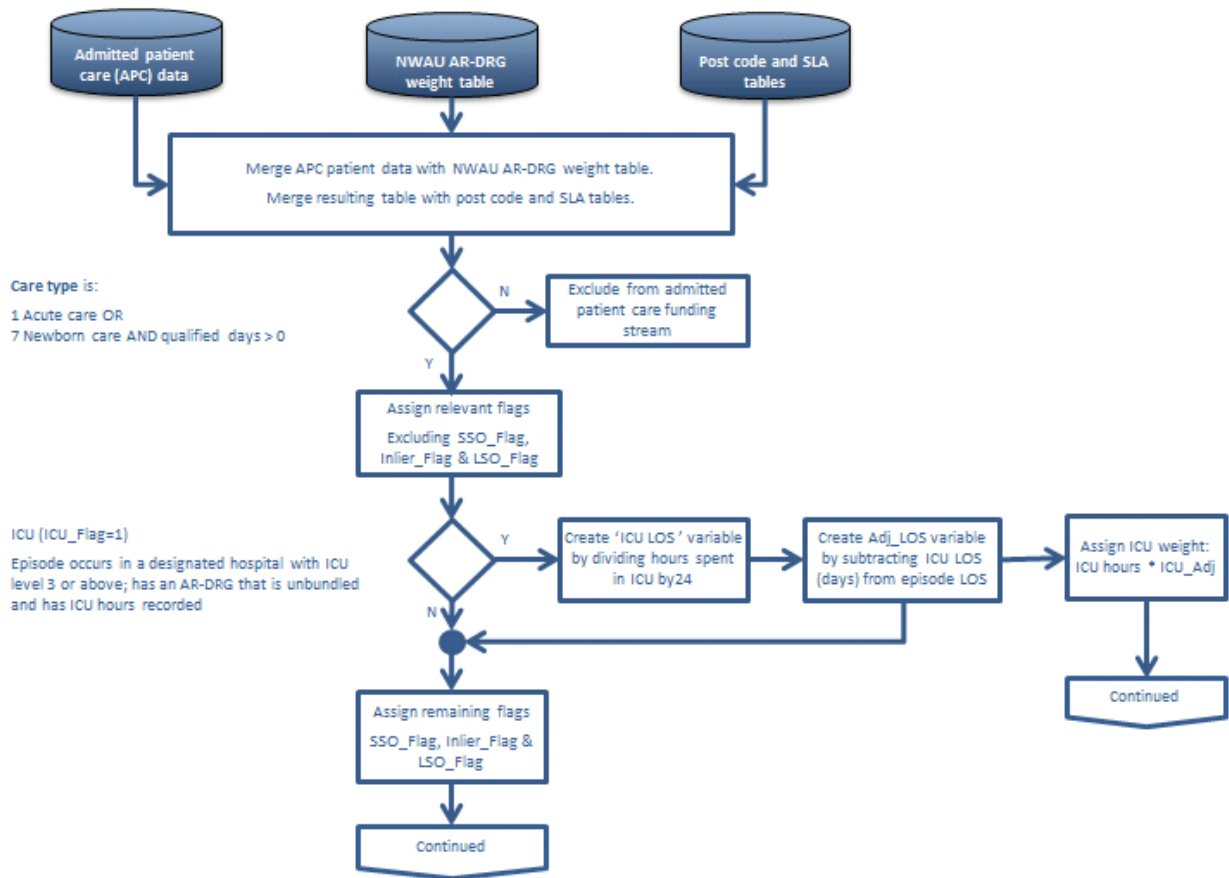 Admitted patient
care (APC) data
NWAU AR-DRG
weight table
Post code and SLA
tables
Merge APC patient data with NWAU AR-DRG weight table.
Merge resulting table with post code and SLA tables.
Care type is:
1 Acute care OR
7 Newborn care AND qualified days > 0
N
Exclude from admitted
patient care funding
stream
Y
Assign relevant flags
Excluding SSO_Flag,
Inlier_Flag & LSO_Flag
ICU (ICU_Flag=1)
Episode occurs in a designated hospital with ICU
level 3 or above; has an AR-DRG that is unbundled
and has ICU hours recorded
Y
Create ‘ICU LOS’ variable
by dividing hours spent
in ICU by24
Create Adj_LOS variable
by subtracting ICU LOS
(days) from episode LOS
Assign ICU weight:
ICU hours * ICU_Adj
N
Continued
Assign remaining flags
SSO_Flag, Inlier_Flag &
LSO_Flag
Continued